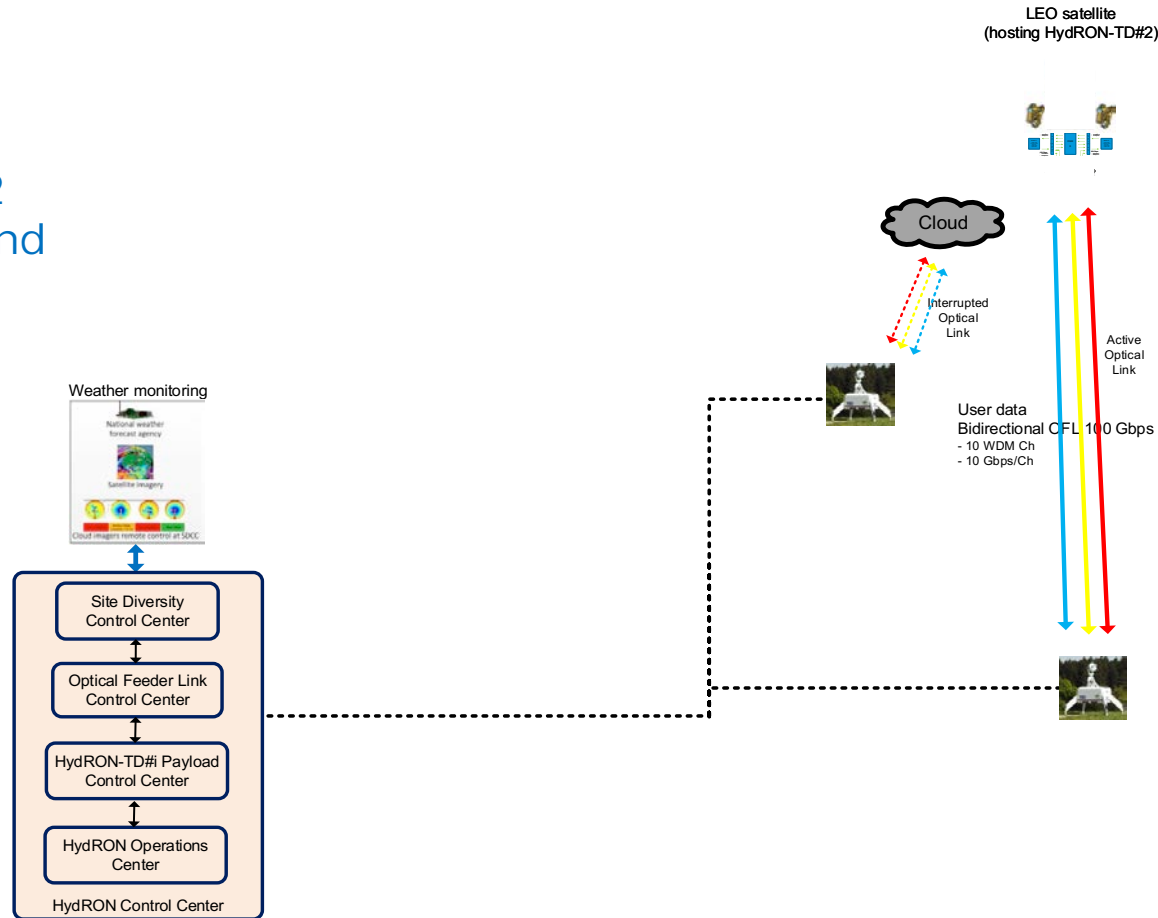 LEO satellite
(hosting HydRON-TD#2)
2
nd
Cloud
Interrupted
Optical
Link
Active
Optical
Link
Weather monitoring
National weather
forecast agency
Satellite imagery
Cloud imagers remote control at SDCC
User data
Bidirectional OFL 100 Gbps
- 10 WDM Ch
- 10 Gbps/Ch
Site Diversity
Control Center
Optical Feeder Link
Control Center
HydRON-TD#i Payload
Control Center
HydRON Operations
Center
HydRON Control Center